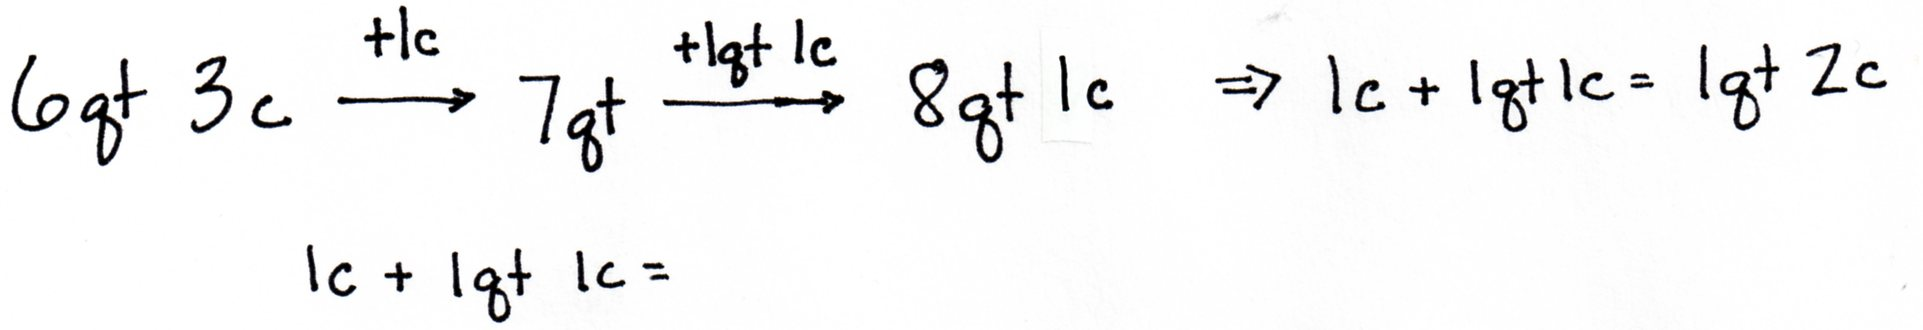 +1c +1qt 1c
6qt 3c → 7qt → 8qt 1c ⇒ 1c + 1qt 1c = 1qt 2c
1c + 1qt 1c =